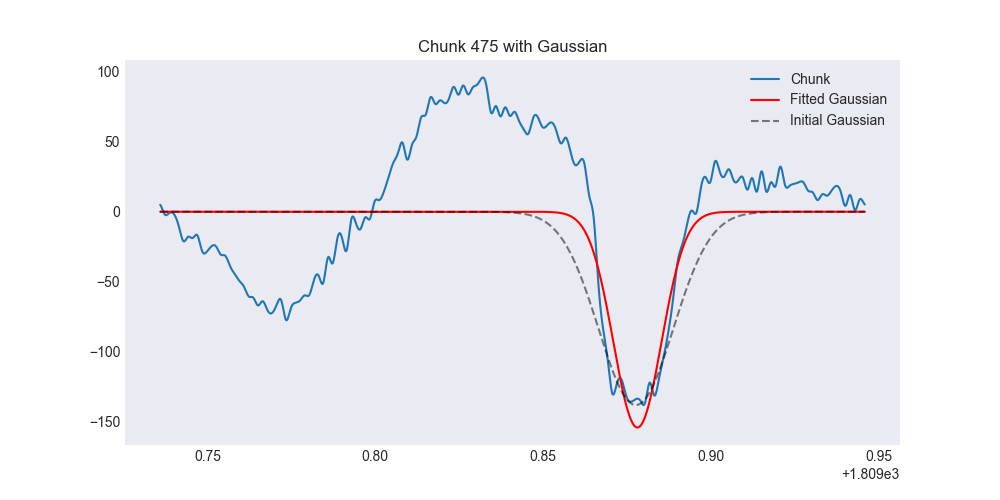 Chunk 475 with Gaussian
100
50
0
−50
−100
−150
Chunk
Fitted Gaussian
Initial Gaussian
0.75 0.80 0.85 0.90 0.95
+1.809e3